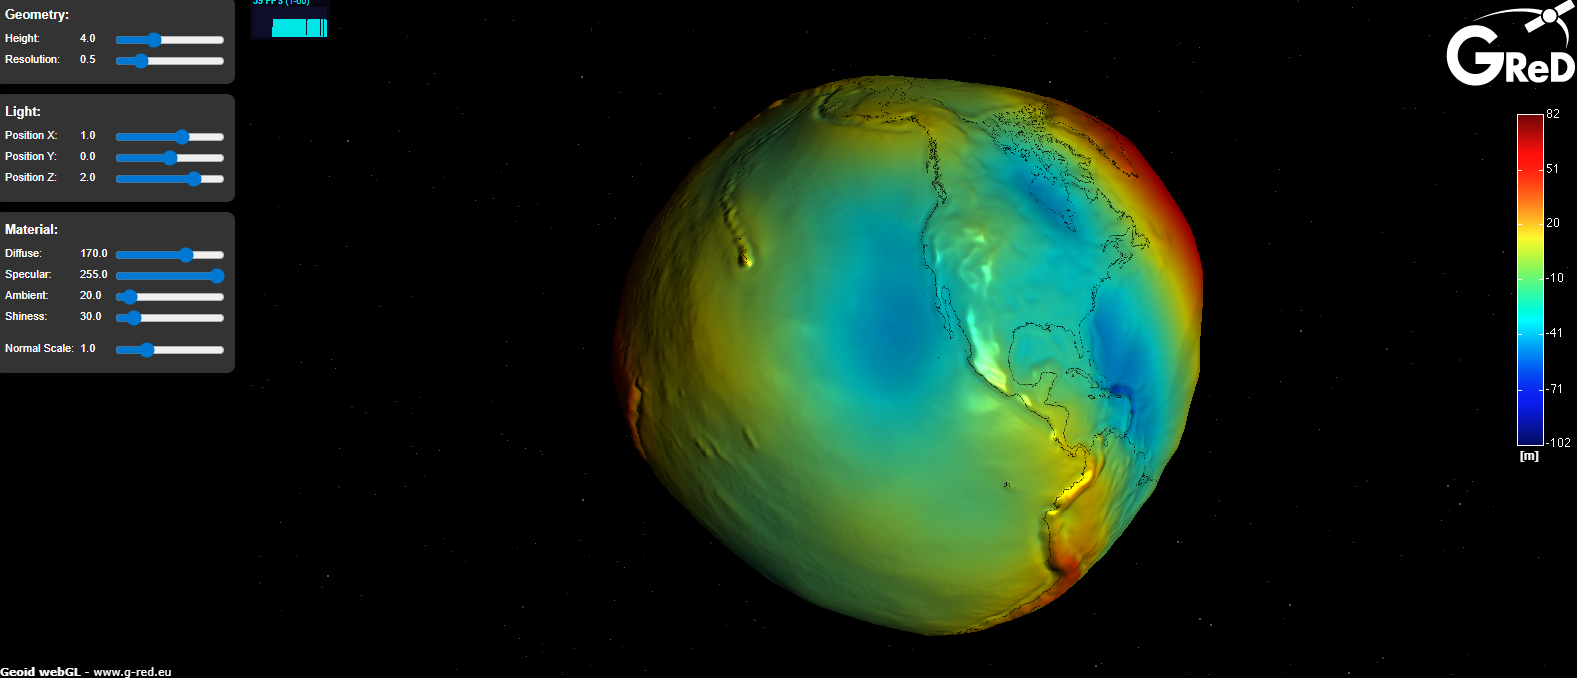 Geometry:
Height: 4.0
Resolution: 0.5
Light:
Position X: 1.0
Position Y: 0.0
Position Z: 2.0
Material:
Diffuse: 170.0
Specular: 255.0
Ambient: 20.0
Shiness: 30.0
Normal Scale: 1.0
GReD
82
51
20
-10
-41
-71
-102
[m]
Geoid webGL - www.g-red.eu